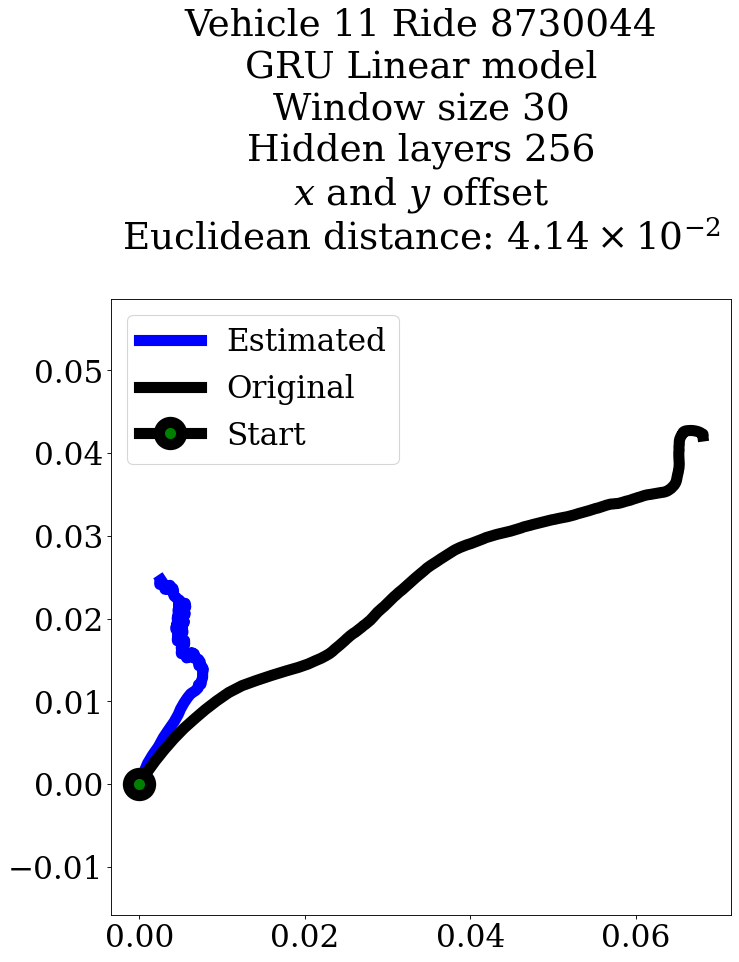 Vehicle 11 Ride 8730044
GRU Linear model
Window size 30
Hidden layers 256
x and y offset
Euclidean distance: 4.14 × 10⁻²
Estimated
Original
Start
0.05
0.04
0.03
0.02
0.01
0.00
−0.01
0.00 0.02 0.04 0.06